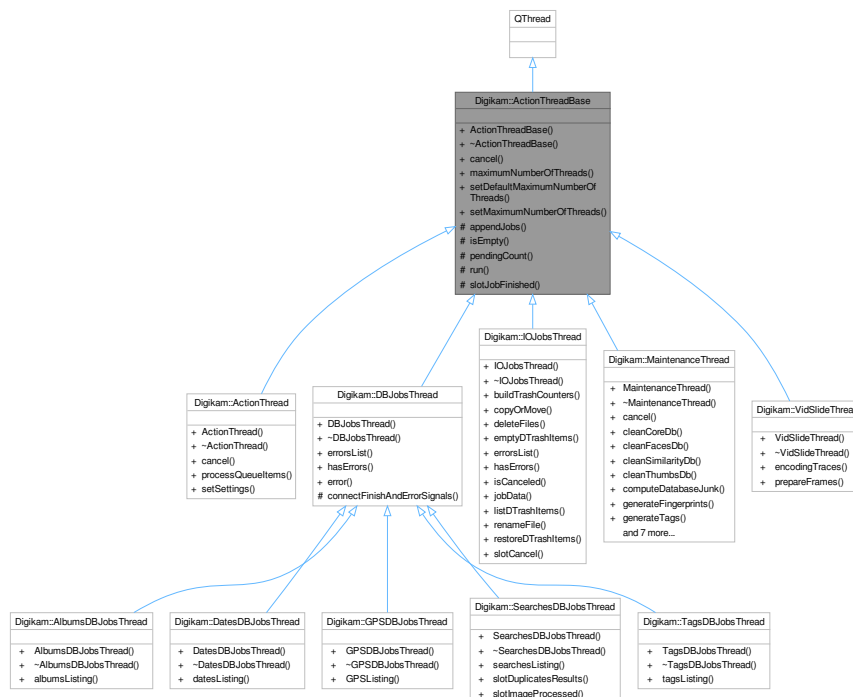 QThread
Digikam::ActionThreadBase
+ ActionThreadBase()
+ ~ActionThreadBase()
+ cancel()
+ maximumNumberOfThreads()
+ setDefaultMaximumNumberOf
Threads()
+ setMaximumNumberOfThreads()
# appendJobs()
# isEmpty()
# pendingCount()
# run()
# slotJobFinished()
Digikam::ActionThread
+ ActionThread()
+ ~ActionThread()
+ cancel()
+ processQueueItems()
+ setSettings()
Digikam::DBJobsThread
+ DBJobsThread()
+ ~DBJobsThread()
+ errorsList()
+ hasErrors()
+ error()
# connectFinishAndErrorSignals()
Digikam::IOJobsThread
+ IOJobsThread()
+ ~IOJobsThread()
+ buildTrashCounters()
+ copyOrMove()
+ deleteFiles()
+ emptyDTrashItems()
+ errorsList()
+ hasErrors()
+ isCanceled()
+ jobData()
+ listDTrashItems()
+ renameFile()
+ restoreDTrashItems()
+ slotCancel()
Digikam::MaintenanceThread
+ MaintenanceThread()
+ ~MaintenanceThread()
+ cancel()
+ cleanCoreDb()
+ cleanFacesDb()
+ cleanSimilarityDb()
+ cleanThumbsDb()
+ computeDatabaseJunk()
+ generateFingerprints()
+ generateTags()
and 7 more...
Digikam::VidSlideThrea
+ VidSlideThread()
+ ~VidSlideThread()
+ encodingTraces()
+ prepareFrames()
Digikam::AlbumsDBJobsThread
+ AlbumsDBJobsThread()
+ ~AlbumsDBJobsThread()
+ albumsListing()
Digikam::DatesDBJobsThread
+ DatesDBJobsThread()
+ ~DatesDBJobsThread()
+ datesListing()
Digikam::GPSDBJobsThread
+ GPSDBJobsThread()
+ ~GPSDBJobsThread()
+ GPSListing()
Digikam::SearchesDBJobsThread
+ SearchesDBJobsThread()
+ ~SearchesDBJobsThread()
+ searchesListing()
+ slotDuplicatesResults()
+ slotImageProcessed()
Digikam::TagsDBJobsThread
+ TagsDBJobsThread()
+ ~TagsDBJobsThread()
+ tagsListing()